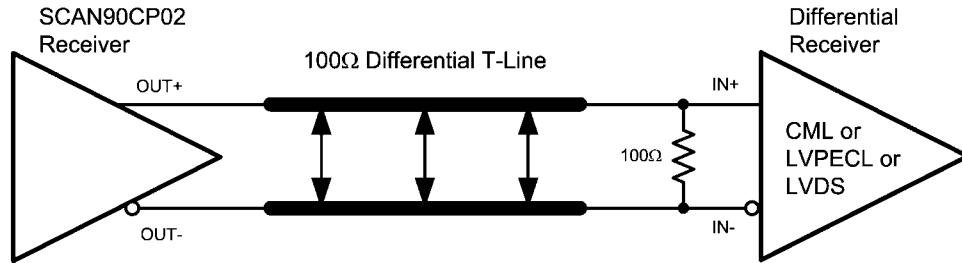 SCAN90CP02
Receiver
Differential
Receiver
100Ω Differential T-Line
OUT+
IN+
100Ω
CML or
LVPECL or
LVDS
OUT-
IN-